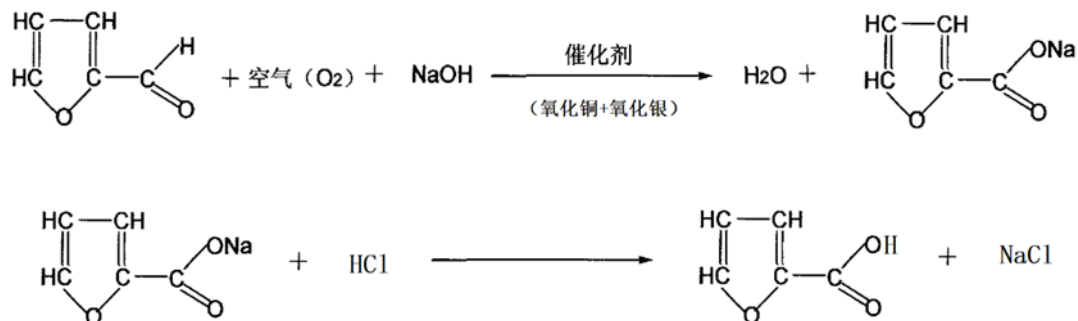 HC CH HC CH
H ONa
HC C C + 空气（O2）+ NaOH 催化剂 H2O + HC C C
O O （氧化铜+氧化银） O O
HC CH HC CH
ONa OH
HC C C + HCl HC C C + NaCl
O O O O